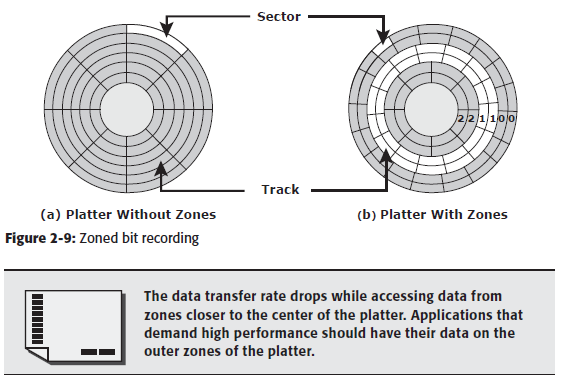 Sector
2 2 1 1 1 0 0 0
Track
(a) Platter Without Zones
(b) Platter With Zones
Figure 2-9: Zoned bit recording
The data transfer rate drops while accessing data from
zones closer to the center of the platter. Applications that
demand high performance should have their data on the
outer zones of the platter.